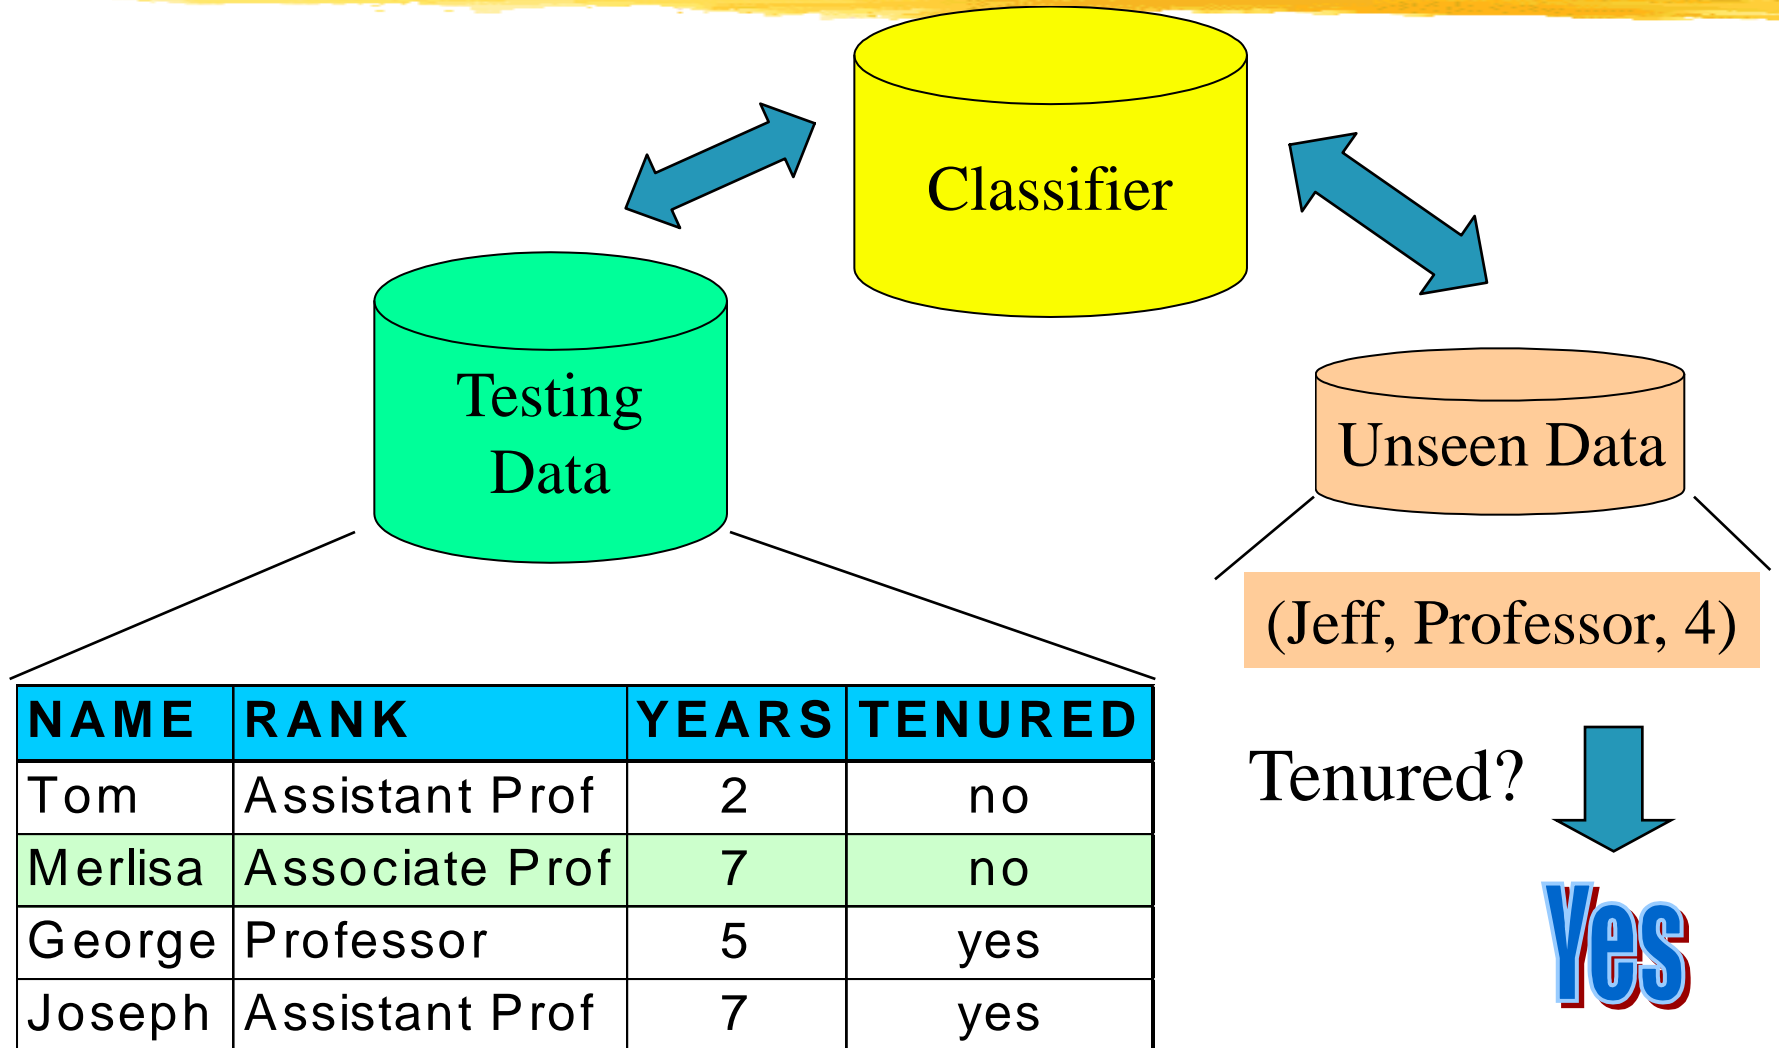 Classifier
Testing
Data
Unseen Data
(Jeff, Professor, 4)
NAME RANK YEARS TENURED
Tom Assistant Prof 2 no
Merlisa Associate Prof 7 no
George Professor 5 yes
Joseph Assistant Prof 7 yes
Tenured?
Yes